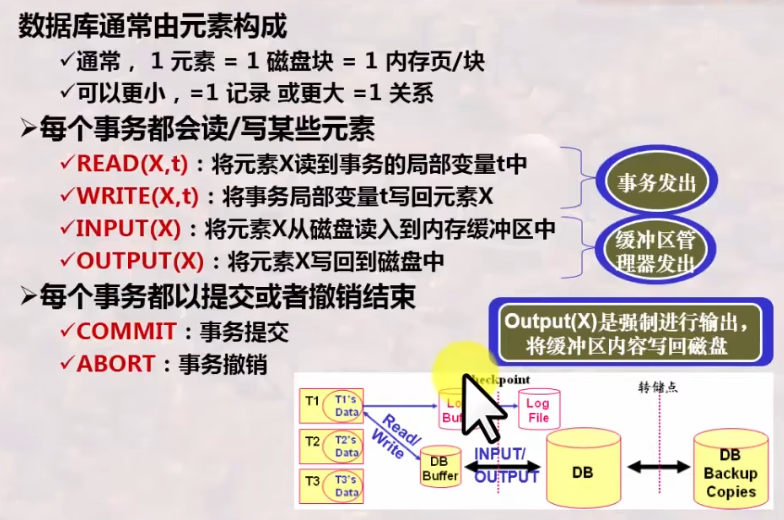 数据库通常由元素构成
✓通常，1 元素 = 1 磁盘块 = 1 内存页/块
✓可以更小，=1 记录 或更大 =1 关系
➢每个事务都会读/写某些元素
✓READ(X,t)：将元素X读到事务的局部变量t中
✓WRITE(X,t)：将事务局部变量t写回元素X
事务发出
✓INPUT(X)：将元素X从磁盘读入到内存缓冲区中
✓OUTPUT(X)：将元素X写回到磁盘中
缓冲区管
理器发出
➢每个事务都以提交或者撤销结束
✓COMMIT：事务提交
✓ABORT：事务撤销
Output(X)是强制进行输出，
将缓冲区内容写回磁盘
转储点
T1
T1's
Data
Log
File
Read/
Write
T2
T2's
Data
DB
Buffer
INPUT/
OUTPUT
DB
DB
Backup
Copies
T3
T3's
Data